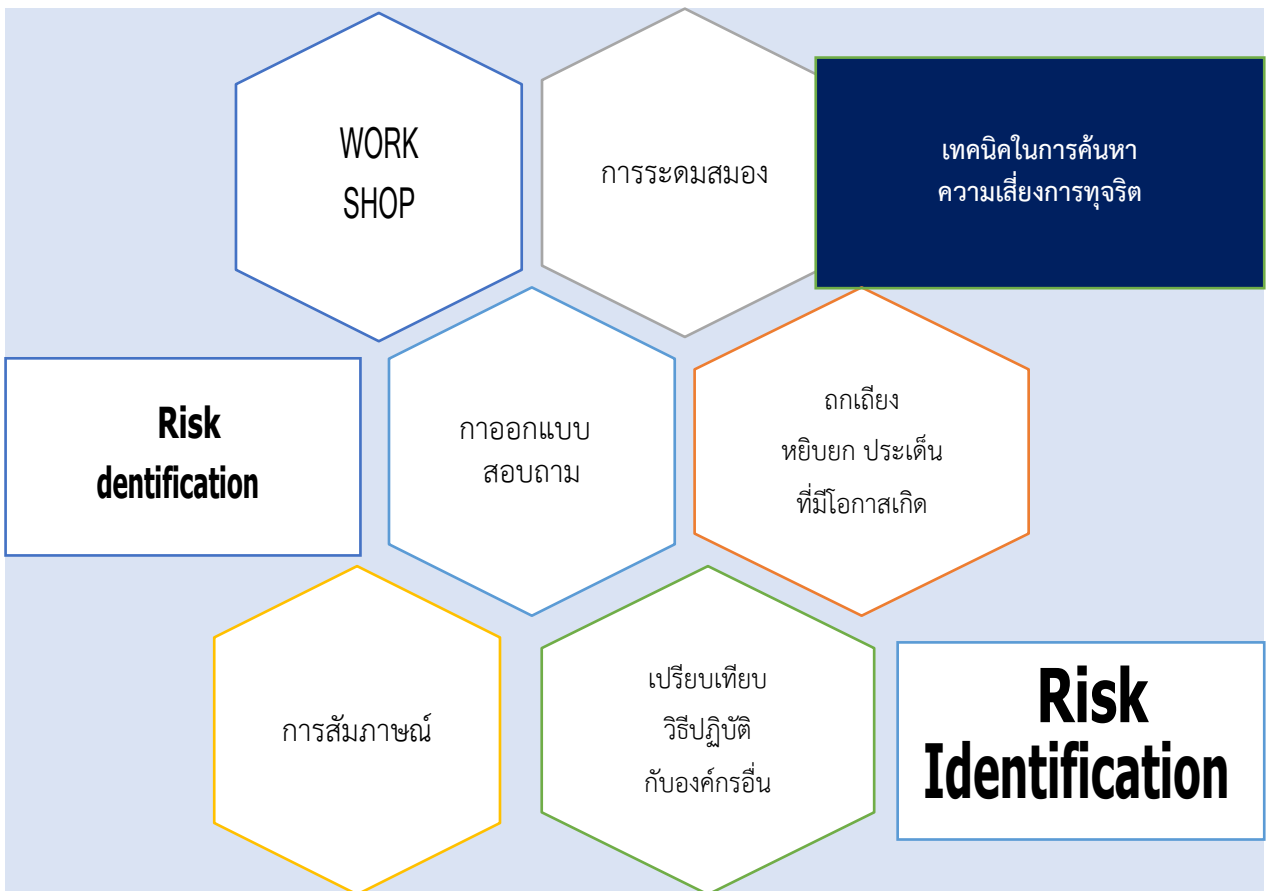 WORK
SHOP
การระดมสมอง
เทคนิคในการค้นหา
ความเสี่ยงการทุจริต
Risk
dentification
กาออกแบบ
สอบถาม
ถกเถียง
หยิบยก ประเด็น
ที่มีโอกาสเกิด
การสัมภาษณ์
เปรียบเทียบ
วิธีปฏิบัติ
กับองค์กรอื่น
Risk
Identification